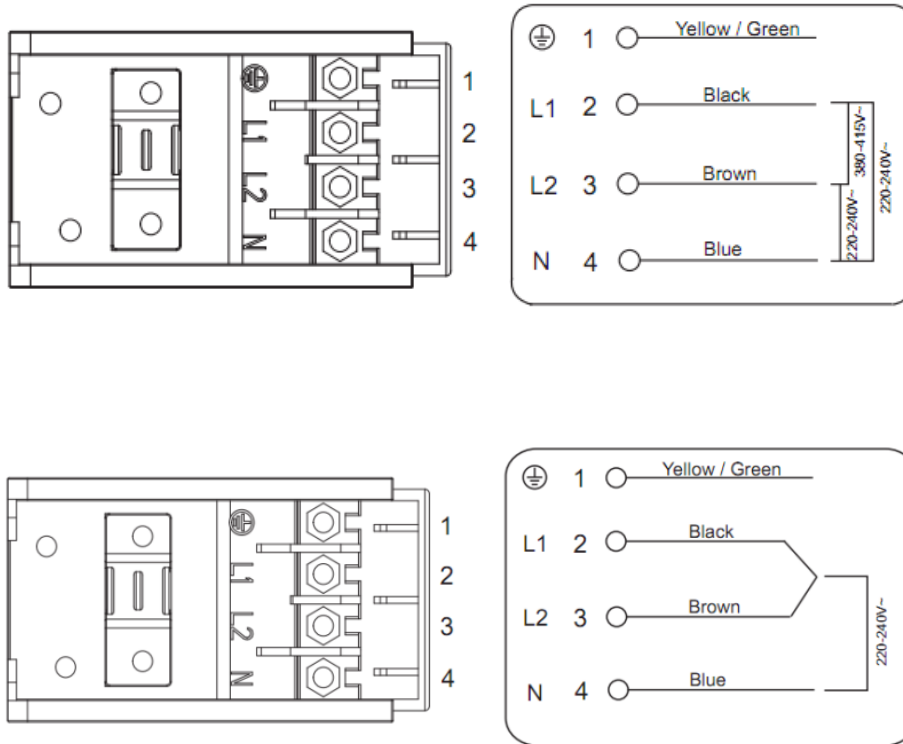 1
2
3
4
L1
L2
N
1 Yellow / Green
L1 2 Black
L2 3 Brown
N 4 Blue
380-415V~
220-240V~
220-240V~
1
2
3
4
L1
L2
N
1 Yellow / Green
L1 2 Black
L2 3 Brown
N 4 Blue
220-240V~